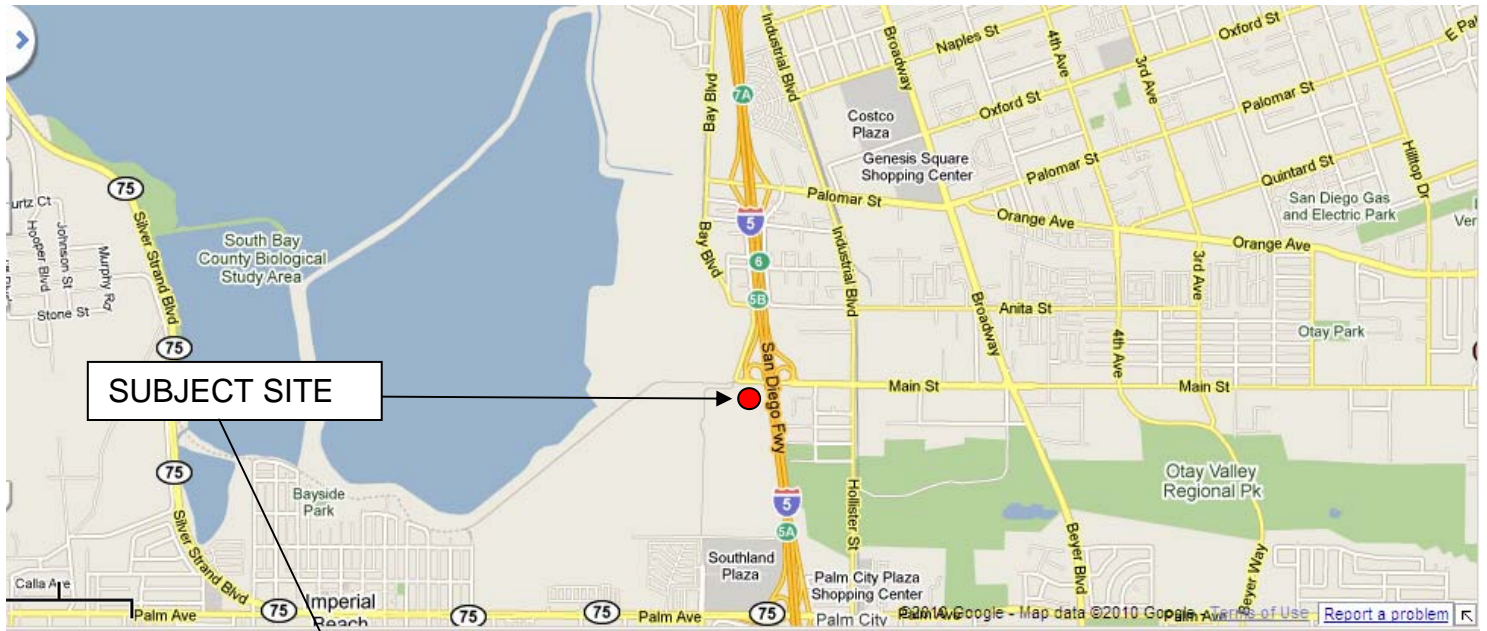 Naples St
Oxford St
E Pal
Industrial Blvd
Broadway
4th Ave
3rd Ave
Bay Blvd
7A
Oxford St
Palomar St
Costco
Plaza
Genesis Square
Shopping Center
Palomar St
Quintard St
Hilltop Dr
75
Palomar St
San Diego Gas
and Electric Park
Ver
urtz Ct
Hooper Blvd
Johnson St
Murphy Rd
Silver Strand Blvd
South Bay
County Biological
Study Area
5
Orange Ave
Orange Ave
Bay Blvd
Industrial Blvd
6
3rd Ave
5B
Stone St
Anita St
Broadway
4th Ave
Otay Park
75
San Diego Fwy
SUBJECT SITE
Main St
Main St
75
Otay Valley
Regional Pk
Bayside
Park
5
Hollister St
5A
Silver Strand Blvd
Beyer Blvd
Beyer Way
Southland
Plaza
Palm City Plaza
Shopping Center
Calla Ave
Imperial
Beach
Palm Ave
75
75
75
Palm Ave
75
Palm City
©2010 Google - Map data ©2010 Google - Terms of Use
Palm Ave
Report a problem